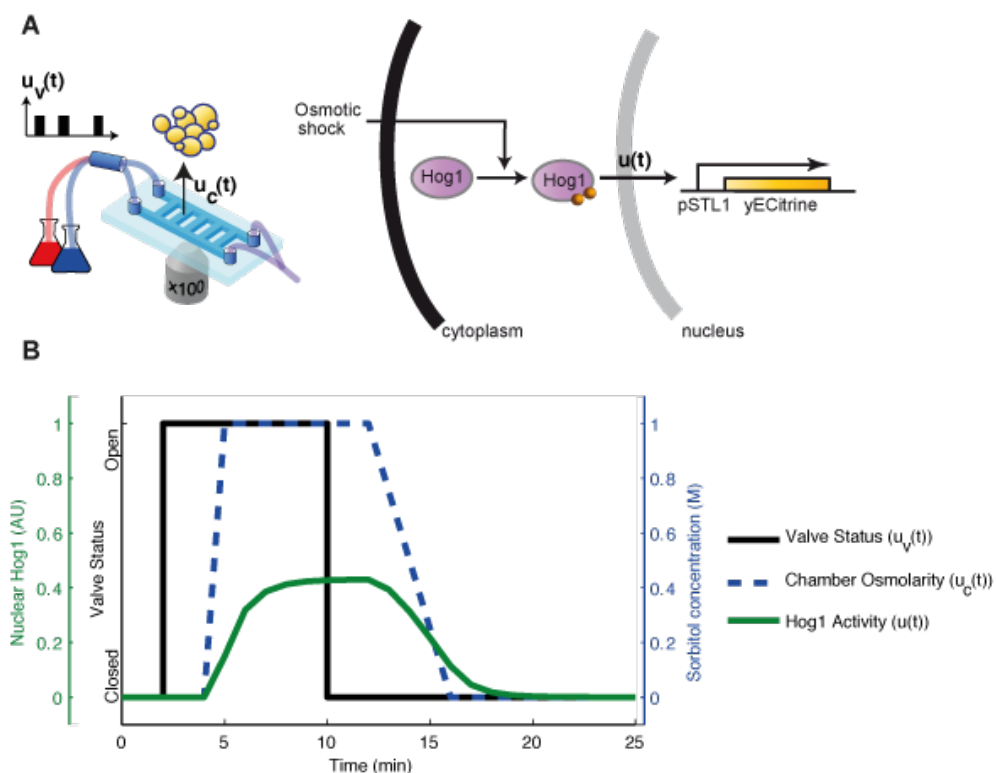 A
u_v(t)
u_c(t)
×100
Osmotic
shock
Hog1
Hog1
u(t)
pSTL1
yECitrine
cytoplasm
nucleus
B
Nuclear Hog1 (AU)
1
0.8
0.6
0.4
0.2
0
Valve Status
Open
Closed
0
5
10
15
20
25
Time (min)
1
0.8
0.6
0.4
0.2
0
Sorbitol concentration (M)
Valve Status (u_v(t))
Chamber Osmolarity (u_c(t))
Hog1 Activity (u(t))